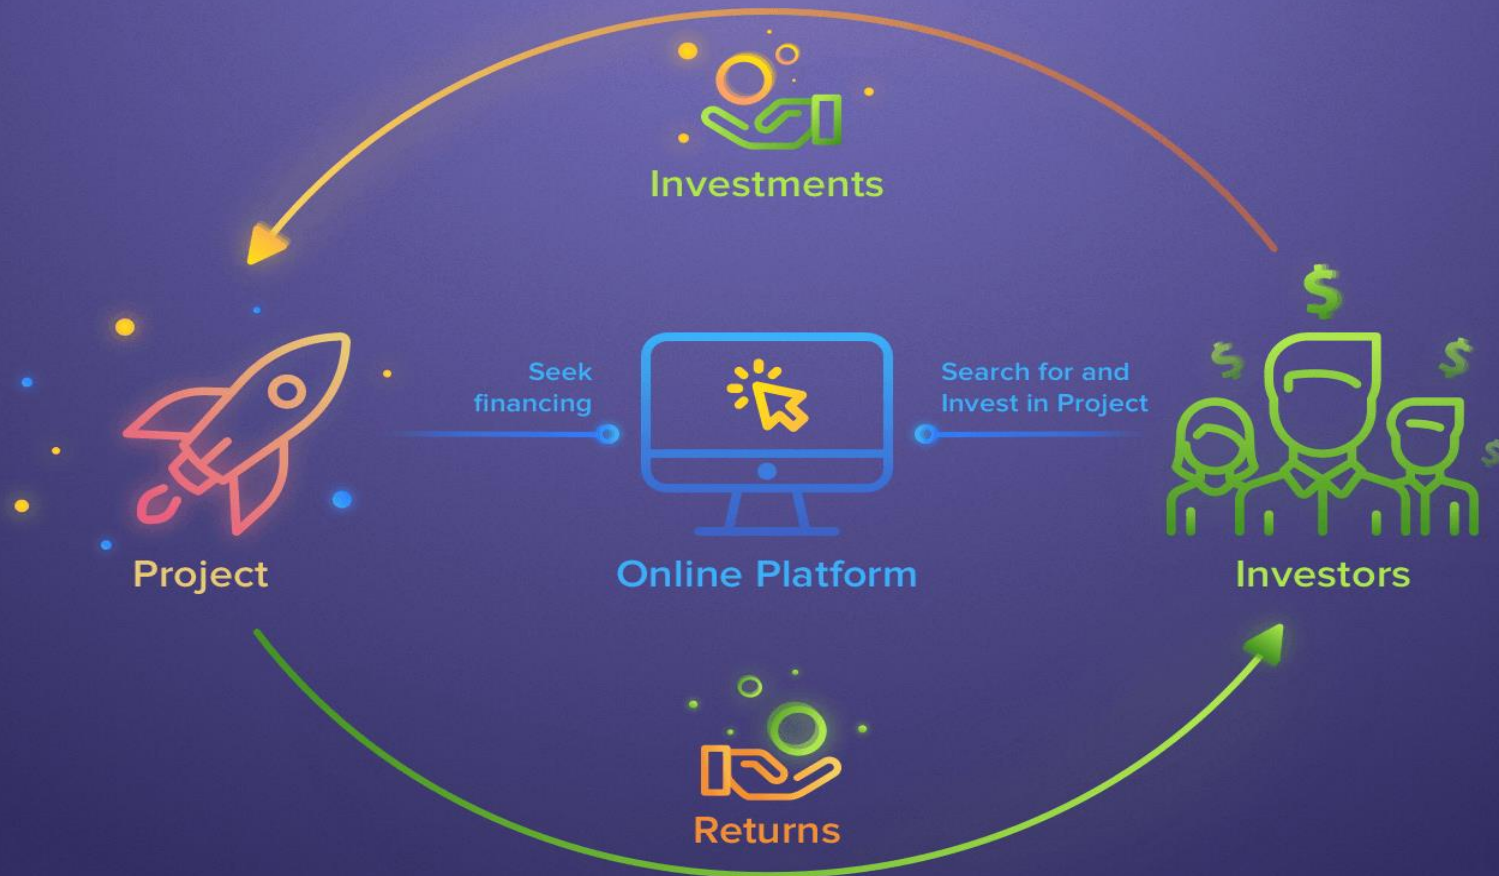 Investments
Seek
financing
Search for and
Invest in Project
Project
Online Platform
Investors
Returns